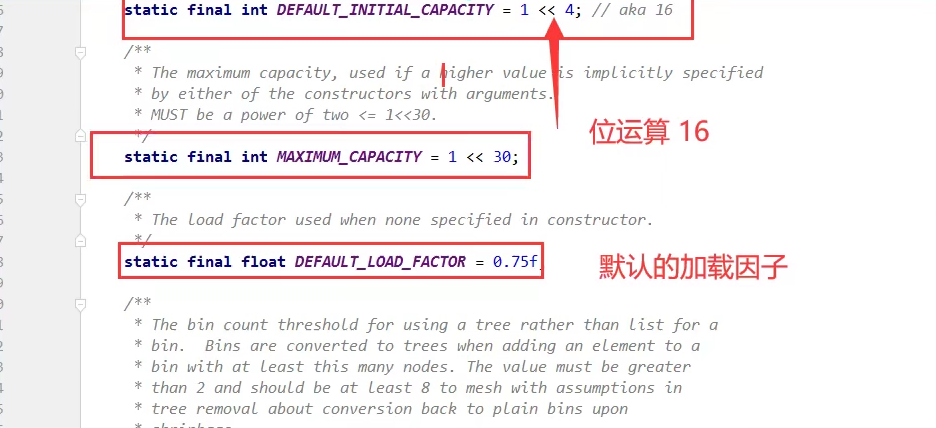 static final int DEFAULT_INITIAL_CAPACITY = 1 << 4; // aka 16
/**
* The maximum capacity, used if a higher value is implicitly specified
* by either of the constructors with arguments.
* MUST be a power of two <= 1<<30.
*/
位运算 16
static final int MAXIMUM_CAPACITY = 1 << 30;
/**
* The load factor used when none specified in constructor.
*/
static final float DEFAULT_LOAD_FACTOR = 0.75f
默认的加载因子
/**
* The bin count threshold for using a tree rather than list for a
* bin.  Bins are converted to trees when adding an element to a
* bin with at least this many nodes. The value must be greater
* than 2 and should be at least 8 to mesh with assumptions in
* tree removal about conversion back to plain bins upon